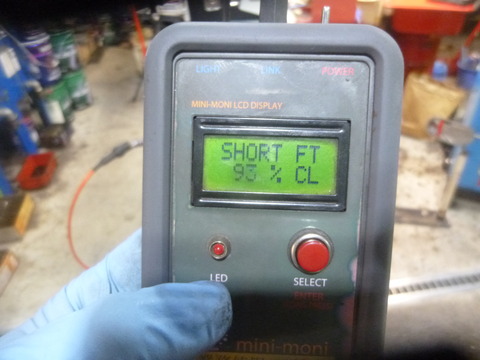 LIGHT LINK POWER
MINI-MONI LCD DISPLAY
SHORT FT
93 % CL
LED
SELECT
mini-moni